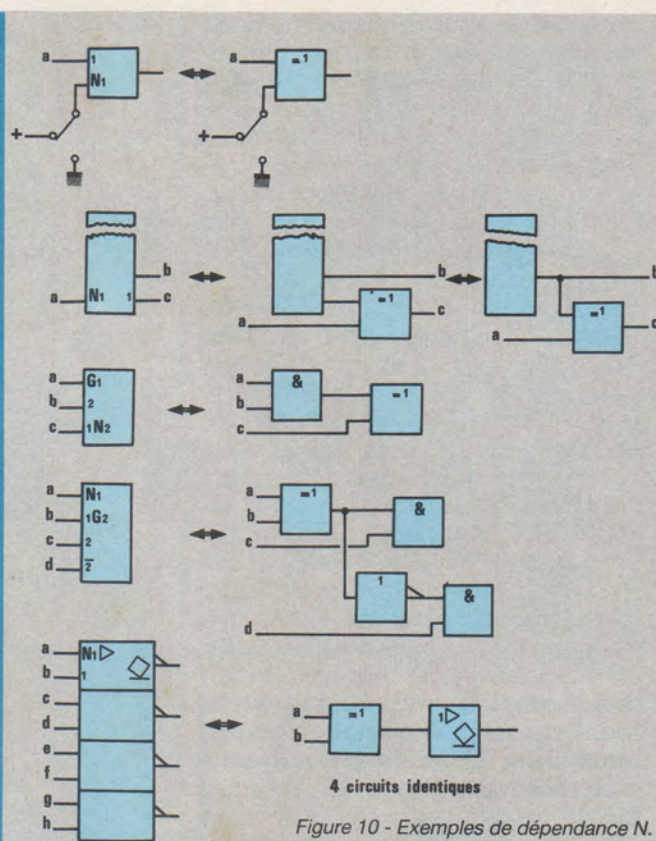 a 1 a = 1
N1
+ +
b b b
a N1 1 c = 1 c = 1 c
a a
a G1 a & = 1
b 2 b
c 1N2 c
a N1 a = 1 &
b 1G2 b
c 2 c
d 2̅ 1 &
d
a N1 ▷ ◇
b 1
c a = 1 1 ▷ ◇
d b
e
f 4 circuits identiques
g
h
Figure 10 - Exemples de dépendance N.